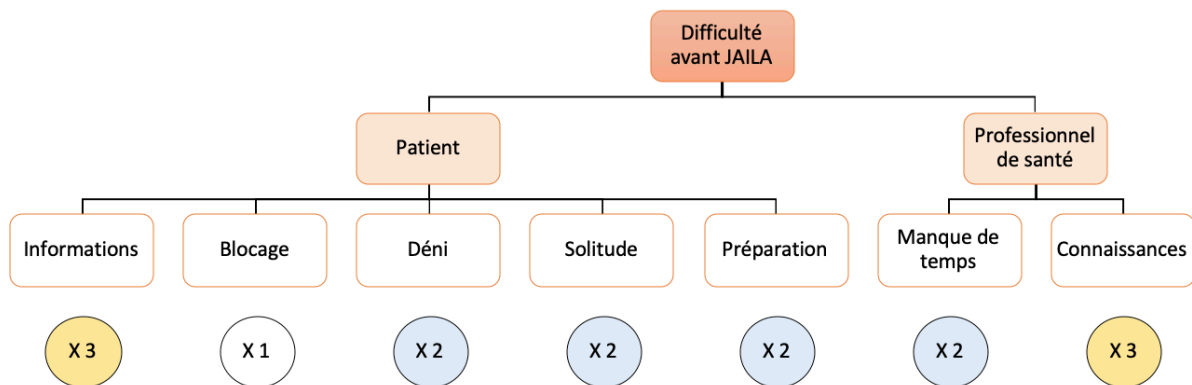 Difficulté
avant JAILA
Patient
Professionnel
de santé
Informations
Blocage
Déni
Solitude
Préparation
Manque de
temps
Connaissances
X 3
X 1
X 2
X 2
X 2
X 2
X 3